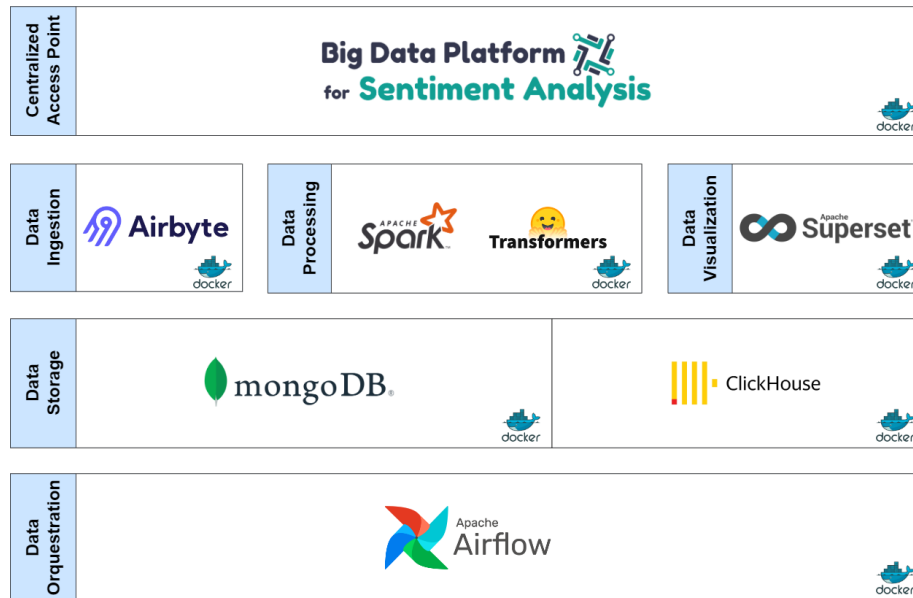 Centralized
Access Point
Big Data Platform
for Sentiment Analysis
docker
Data
Ingestion
Airbyte
docker
Data
Processing
APACHE
Spark™
Transformers
docker
Data
Visualization
Apache
Superset
docker
Data
Storage
mongoDB®
docker
ClickHouse
docker
Data
Orquestration
Apache
Airflow
docker